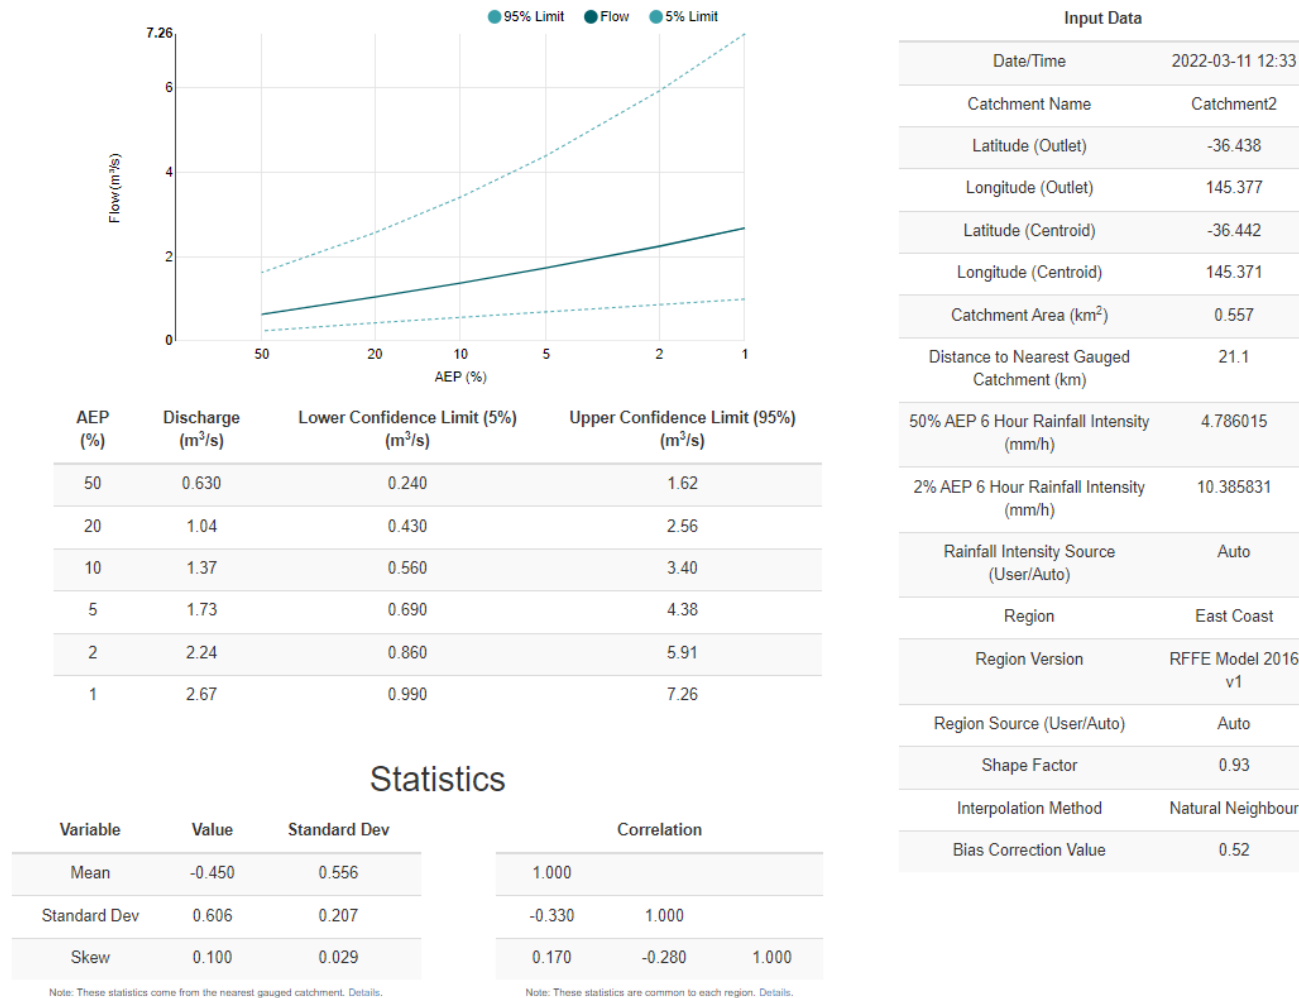 95% Limit Flow 5% Limit
7.26
6
4
2
0
Flow (m³/s)
50 20 10 5 2 1
AEP (%)
AEP (%) Discharge (m³/s) Lower Confidence Limit (5%) (m³/s) Upper Confidence Limit (95%) (m³/s)
50 0.630 0.240 1.62
20 1.04 0.430 2.56
10 1.37 0.560 3.40
5 1.73 0.690 4.38
2 2.24 0.860 5.91
1 2.67 0.990 7.26
Statistics
Variable Value Standard Dev
Mean -0.450 0.556
Standard Dev 0.606 0.207
Skew 0.100 0.029
Note: These statistics come from the nearest gauged catchment. Details.
Correlation
1.000
-0.330 1.000
0.170 -0.280 1.000
Note: These statistics are common to each region. Details.
Input Data
Date/Time 2022-03-11 12:33
Catchment Name Catchment2
Latitude (Outlet) -36.438
Longitude (Outlet) 145.377
Latitude (Centroid) -36.442
Longitude (Centroid) 145.371
Catchment Area (km²) 0.557
Distance to Nearest Gauged Catchment (km) 21.1
50% AEP 6 Hour Rainfall Intensity (mm/h) 4.786015
2% AEP 6 Hour Rainfall Intensity (mm/h) 10.385831
Rainfall Intensity Source (User/Auto) Auto
Region East Coast
Region Version RFFE Model 2016 v1
Region Source (User/Auto) Auto
Shape Factor 0.93
Interpolation Method Natural Neighbour
Bias Correction Value 0.52